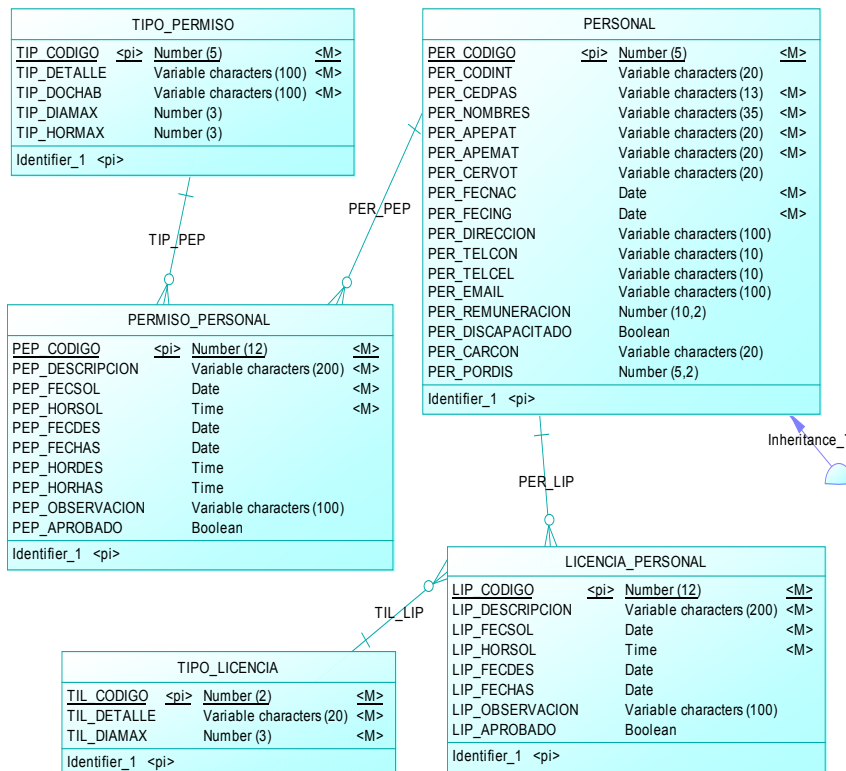 TIPO_PERMISO
TIP_CODIGO <pi> Number (5) <M>
TIP_DETALLE Variable characters (100) <M>
TIP_DOCHAB Variable characters (100) <M>
TIP_DIAMAX Number (3)
TIP_HORMAX Number (3)
Identifier_1 <pi>
PERSONAL
PER_CODIGO <pi> Number (5) <M>
PER_CODINT Variable characters (20)
PER_CEDPAS Variable characters (13) <M>
PER_NOMBRES Variable characters (35) <M>
PER_APEPAT Variable characters (20) <M>
PER_APEMAT Variable characters (20) <M>
PER_CERVOT Variable characters (20)
PER_FECNAC Date <M>
PER_FECING Date <M>
PER_DIRECCION Variable characters (100)
PER_TELCON Variable characters (10)
PER_TELCEL Variable characters (10)
PER_EMAIL Variable characters (100)
PER_REMUNERACION Number (10,2)
PER_DISCAPACITADO Boolean
PER_CARCON Variable characters (20)
PER_PORDIS Number (5,2)
Identifier_1 <pi>
PER_PEP
TIP_PEP
PERMISO_PERSONAL
PEP_CODIGO <pi> Number (12) <M>
PEP_DESCRIPCION Variable characters (200) <M>
PEP_FECSOL Date <M>
PEP_HORSOL Time <M>
PEP_FECDES Date
PEP_FECHAS Date
PEP_HORDES Time
PEP_HORHAS Time
PEP_OBSERVACION Variable characters (100)
PEP_APROBADO Boolean
Identifier_1 <pi>
Inheritance_
PER_LIP
TIL_LIP
LICENCIA_PERSONAL
LIP_CODIGO <pi> Number (12) <M>
LIP_DESCRIPCION Variable characters (200) <M>
LIP_FECSOL Date <M>
LIP_HORSOL Time <M>
LIP_FECDES Date
LIP_FECHAS Date
LIP_OBSERVACION Variable characters (100)
LIP_APROBADO Boolean
Identifier_1 <pi>
TIPO_LICENCIA
TIL_CODIGO <pi> Number (2) <M>
TIL_DETALLE Variable characters (20) <M>
TIL_DIAMAX Number (3) <M>
Identifier_1 <pi>